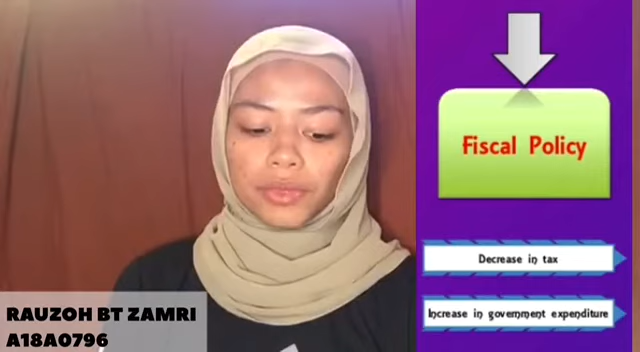 Fiscal Policy
Decrease in tax
Increase in government expenditure
RAUZOH BT ZAMRI
A18A0796